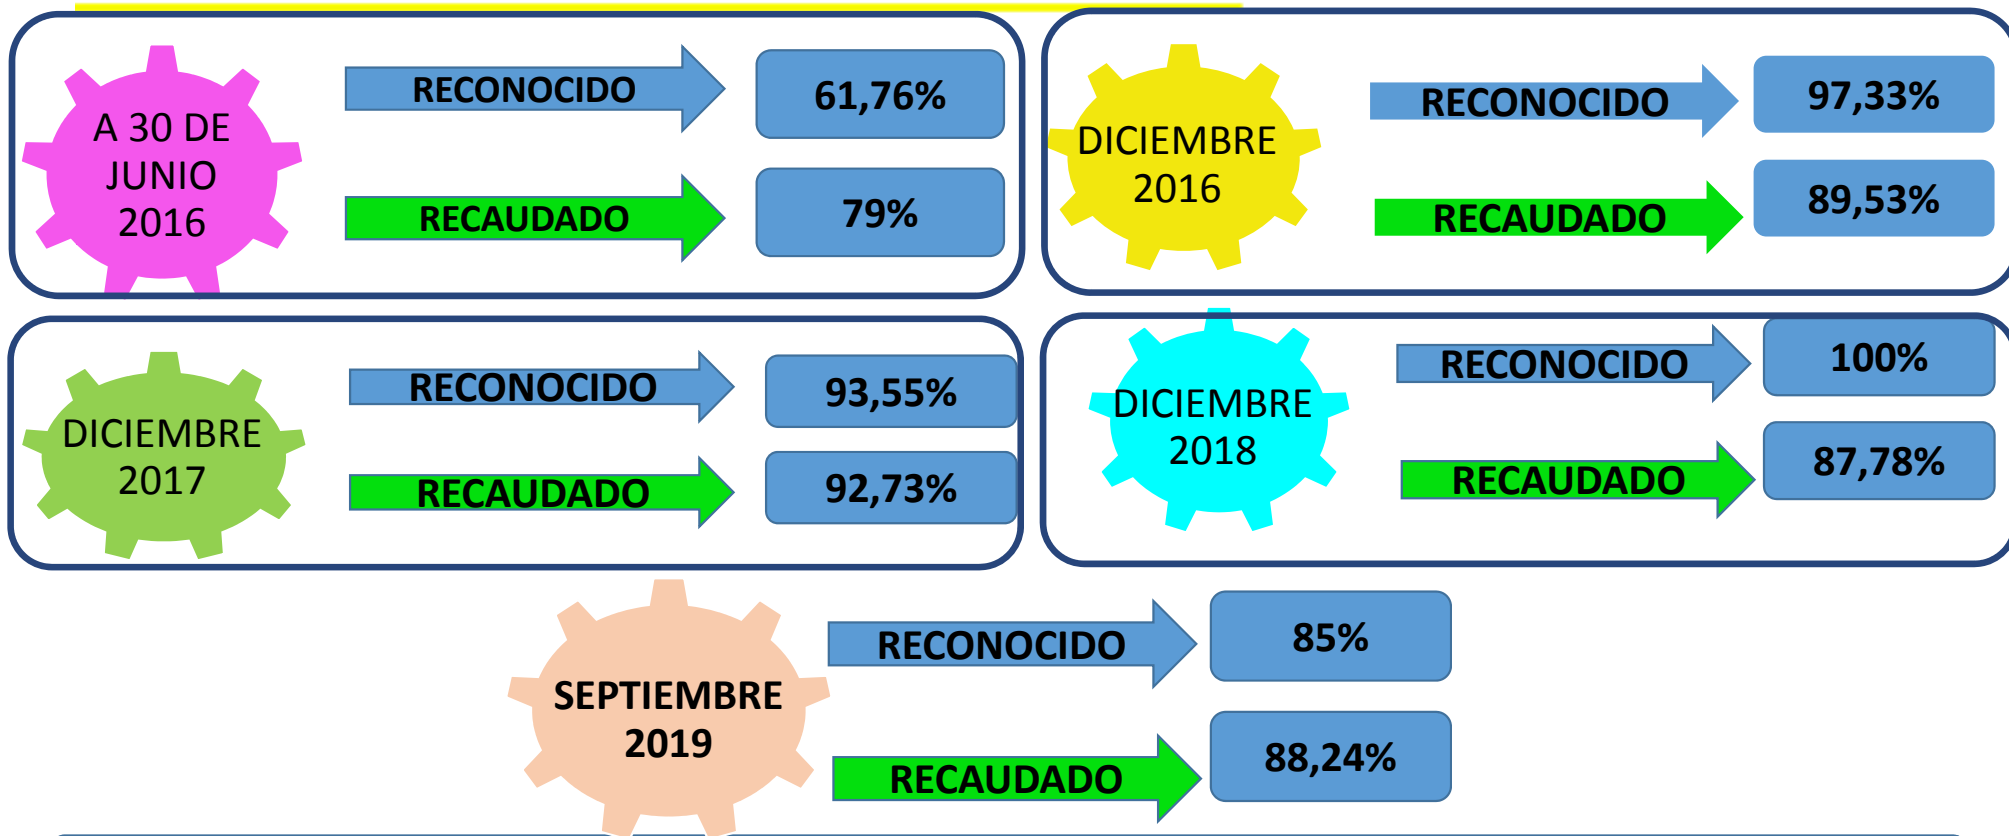 A 30 DE
JUNIO
2016
RECONOCIDO
61,76%
RECAUDADO
79%
DICIEMBRE
2016
RECONOCIDO
97,33%
RECAUDADO
89,53%
DICIEMBRE
2017
RECONOCIDO
93,55%
RECAUDADO
92,73%
DICIEMBRE
2018
RECONOCIDO
100%
RECAUDADO
87,78%
SEPTIEMBRE
2019
RECONOCIDO
85%
RECAUDADO
88,24%